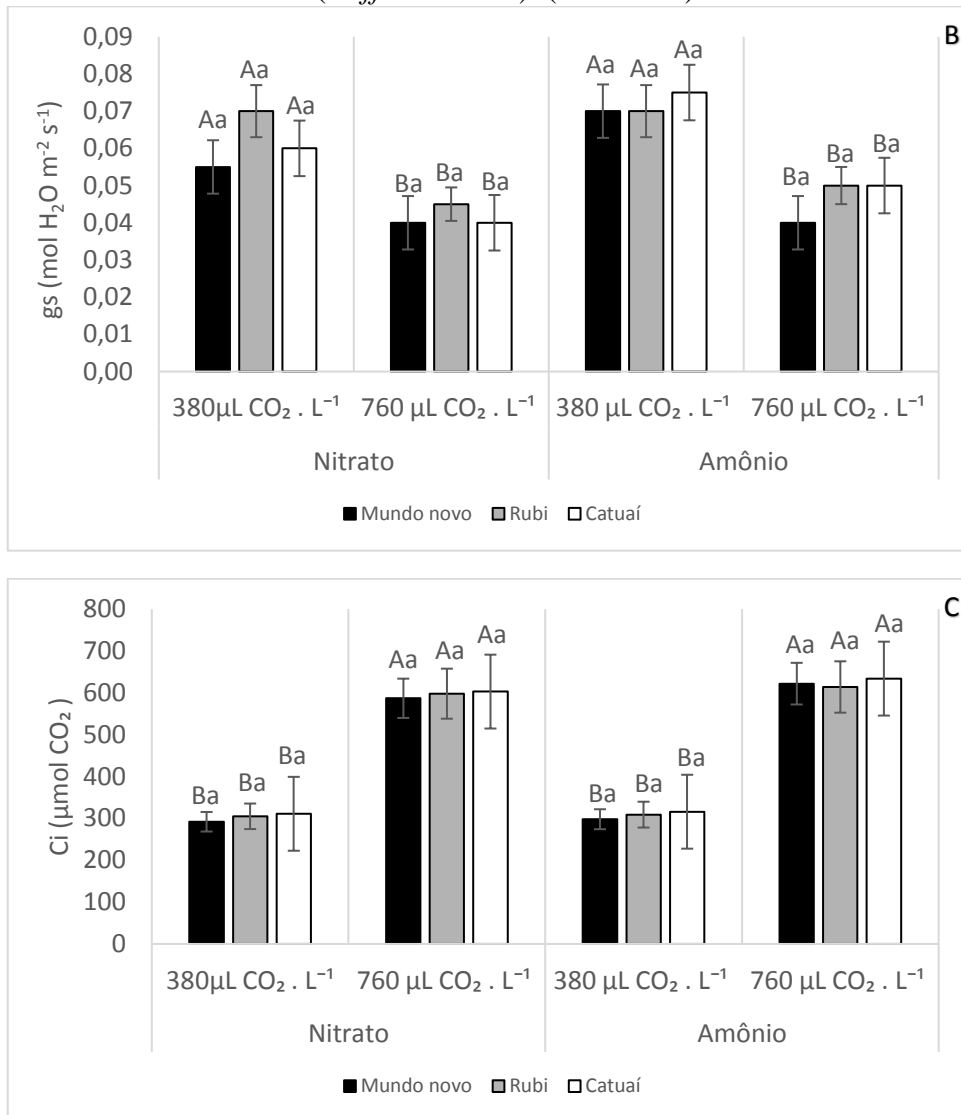 B
0,09
0,08
0,07
0,06
0,05
0,04
0,03
0,02
0,01
0,00
gs (mol H₂O m⁻² s⁻¹)
Aa Aa Aa Ba Ba Ba Aa Aa Aa Ba Ba Ba
380µL CO₂ . L⁻¹ 760 µL CO₂ . L⁻¹ 380 µL CO₂ . L⁻¹ 760 µL CO₂ . L⁻¹
Nitrato Amônio
Mundo novo Rubi Catuaí
C
800
700
600
500
400
300
200
100
0
Ci (µmol CO₂ )
Ba Ba Ba Aa Aa Aa Ba Ba Ba Aa Aa Aa
380µL CO₂ . L⁻¹ 760 µL CO₂ . L⁻¹ 380 µL CO₂ . L⁻¹ 760 µL CO₂ . L⁻¹
Nitrato Amônio
Mundo novo Rubi Catuaí